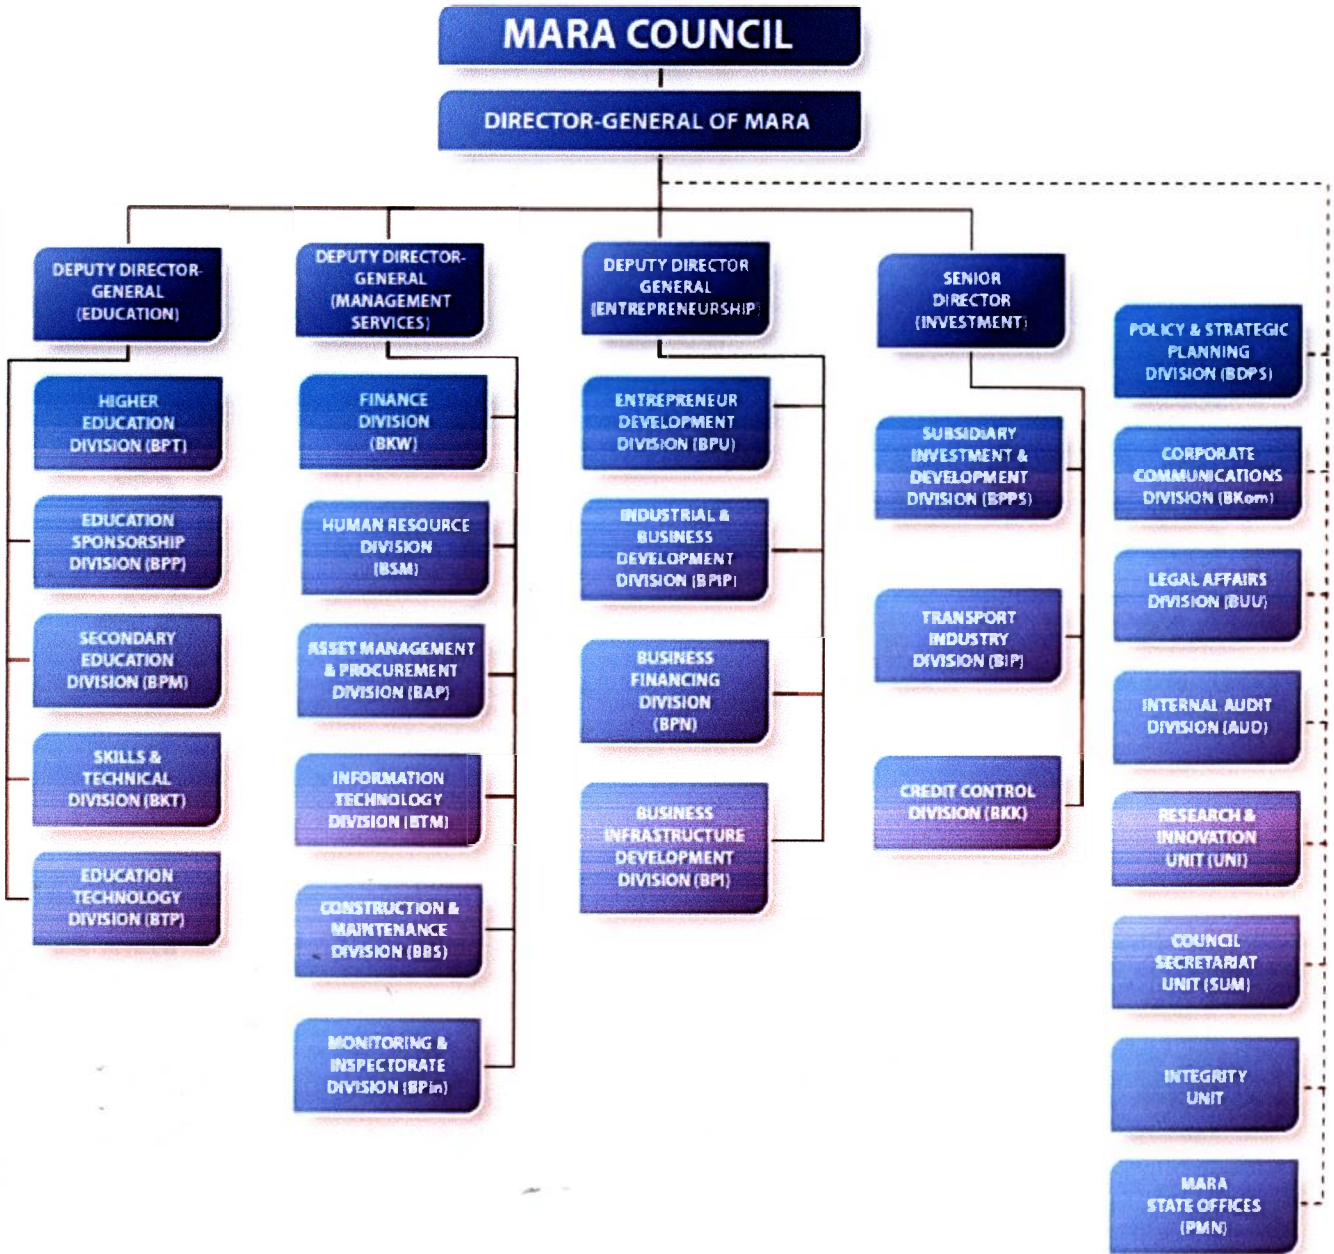 MARA COUNCIL
DIRECTOR-GENERAL OF MARA
DEPUTY DIRECTOR-
GENERAL
(EDUCATION)
HIGHER
EDUCATION
DIVISION (BPT)
EDUCATION
SPONSORSHIP
DIVISION (BPP)
SECONDARY
EDUCATION
DIVISION (BPM)
SKILLS &
TECHNICAL
DIVISION (BKT)
EDUCATION
TECHNOLOGY
DIVISION (BTP)
DEPUTY DIRECTOR-
GENERAL
(MANAGEMENT
SERVICES)
FINANCE
DIVISION
(BKW)
HUMAN RESOURCE
DIVISION
(BSM)
ASSET MANAGEMENT
& PROCUREMENT
DIVISION (BAP)
INFORMATION
TECHNOLOGY
DIVISION (BTM)
CONSTRUCTION &
MAINTENANCE
DIVISION (BBS)
MONITORING &
INSPECTORATE
DIVISION (BPin)
DEPUTY DIRECTOR
GENERAL
(ENTREPRENEURSHIP)
ENTREPRENEUR
DEVELOPMENT
DIVISION (BPU)
INDUSTRIAL &
BUSINESS
DEVELOPMENT
DIVISION (BPIP)
BUSINESS
FINANCING
DIVISION
(BPN)
BUSINESS
INFRASTRUCTURE
DEVELOPMENT
DIVISION (BPI)
SENIOR
DIRECTOR
(INVESTMENT)
SUBSIDIARY
INVESTMENT &
DEVELOPMENT
DIVISION (BPPS)
TRANSPORT
INDUSTRY
DIVISION (BIP)
CREDIT CONTROL
DIVISION (BKK)
POLICY & STRATEGIC
PLANNING
DIVISION (BDPS)
CORPORATE
COMMUNICATIONS
DIVISION (BKom)
LEGAL AFFAIRS
DIVISION (BUU)
INTERNAL AUDIT
DIVISION (AUD)
RESEARCH &
INNOVATION
UNIT (UNI)
COUNCIL
SECRETARIAT
UNIT (SUM)
INTEGRITY
UNIT
MARA
STATE OFFICES
(PMN)